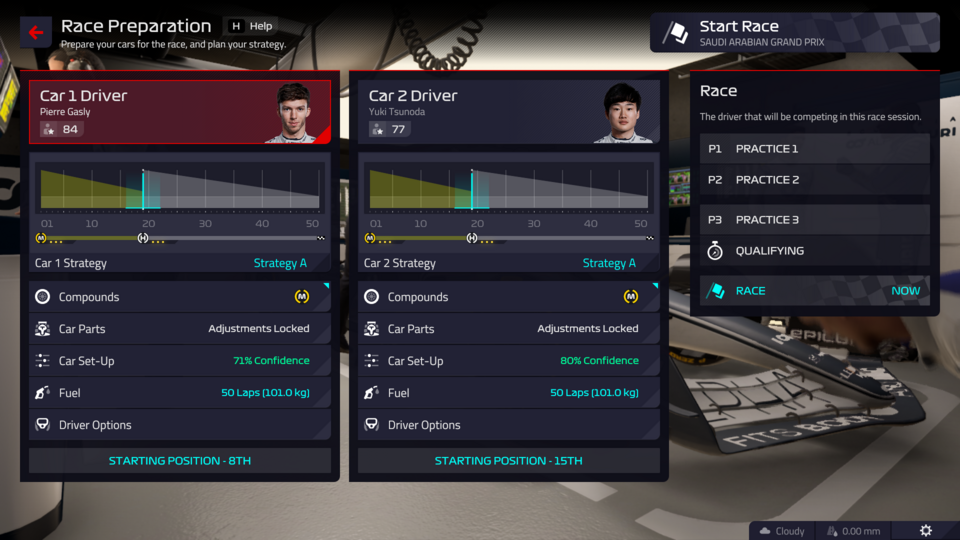 Race Preparation
H Help
Prepare your cars for the race, and plan your strategy.
Start Race
SAUDI ARABIAN GRAND PRIX
Car 1 Driver
Pierre Gasly
84
01 10 20 30 40 50
M H
Car 1 Strategy Strategy A
Compounds M
Car Parts Adjustments Locked
Car Set-Up 71% Confidence
Fuel 50 Laps (101.0 kg)
Driver Options
STARTING POSITION - 8TH
Car 2 Driver
Yuki Tsunoda
77
01 10 20 30 40 50
M H
Car 2 Strategy Strategy A
Compounds M
Car Parts Adjustments Locked
Car Set-Up 80% Confidence
Fuel 50 Laps (101.0 kg)
Driver Options
STARTING POSITION - 15TH
Race
The driver that will be competing in this race session.
P1 PRACTICE 1
P2 PRACTICE 2
P3 PRACTICE 3
QUALIFYING
RACE NOW
FITS
Cloudy 0.00 mm